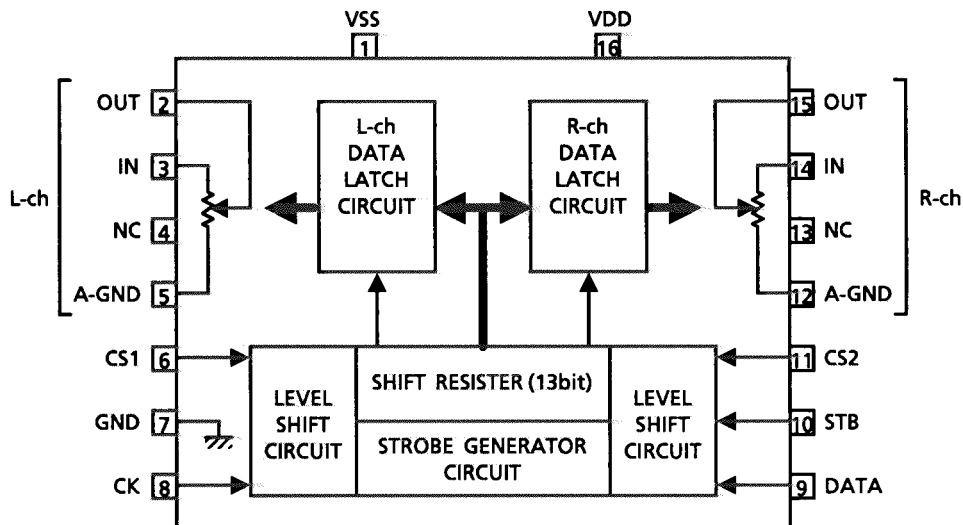 VSS
VDD
1
16
OUT 2
15 OUT
L-ch
DATA
LATCH
CIRCUIT
R-ch
DATA
LATCH
CIRCUIT
IN 3
14 IN
L-ch
R-ch
NC 4
13 NC
A-GND 5
12 A-GND
CS1 6
11 CS2
LEVEL
SHIFT
CIRCUIT
SHIFT RESISTER (13bit)
STROBE GENERATOR
CIRCUIT
LEVEL
SHIFT
CIRCUIT
GND 7
10 STB
CK 8
9 DATA